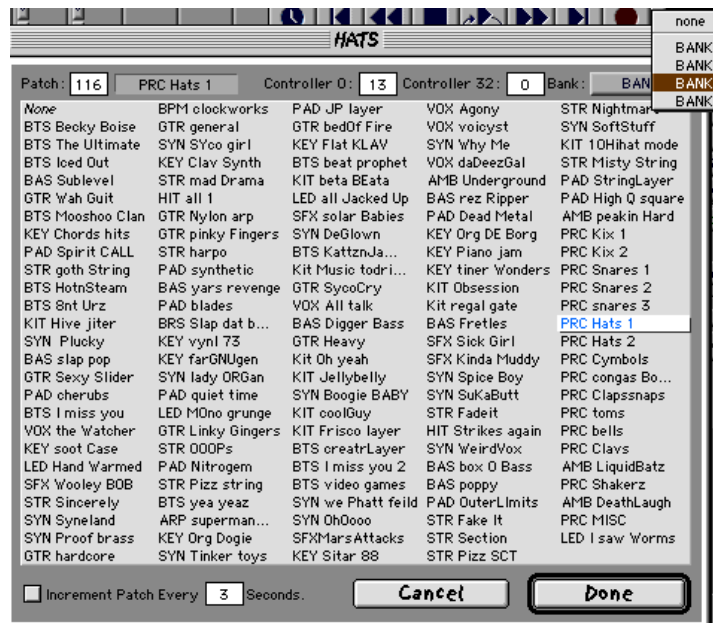 none
HATS
BANK
BANK
BANK
BANK
Patch: 116 PRC Hats 1 Controller 0: 13 Controller 32: 0 Bank: BAN
None
BTS Becky Boise
BTS The Ultimate
BTS Iced Out
BAS Sublevel
GTR Wah Guit
BTS Mooshoo Clan
KEY Chords hits
PAD Spirit CALL
STR goth String
BTS HotnSteam
BTS 8nt Urz
KIT Hive jiter
SYN Plucky
BAS slap pop
GTR Sexy Slider
PAD cherubs
BTS I miss you
VOX the Watcher
KEY soot Case
LED Hand Warmed
SFX Wooley BOB
STR Sincerely
SYN Syneland
SYN Proof brass
GTR hardcore
BPM clockworks
GTR general
SYN SYco girl
KEY Clav Synth
STR mad Drama
HIT all 1
GTR Nylon arp
GTR pinky Fingers
STR harpo
PAD synthetic
BAS yars revenge
PAD blades
BRS Slap dat b...
KEY vynl 73
KEY farGNUgen
SYN lady ORGan
PAD quiet time
LED MOno grunge
GTR Linky Gingers
STR OOOPs
PAD Nitrogem
STR Pizz string
BTS yea yeaz
ARP superman...
KEY Org Dogie
SYN Tinker toys
PAD JP layer
GTR bedOf Fire
KEY Flat KLAV
BTS beat prophet
KIT beta BEata
LED all Jacked Up
SFX solar Babies
SYN DeGlown
BTS KattznJa...
Kit Music todri...
GTR SycoCry
VOX All talk
BAS Digger Bass
GTR Heavy
Kit Oh yeah
KIT Jellybelly
SYN Boogie BABY
KIT coolGuy
KIT Frisco layer
BTS creatrLayer
BTS I miss you 2
BTS video games
SYN we Phatt feild
SYN OhOooo
SFXMarsAttacks
KEY Sitar 88
VOX Agony
VOX voicyst
SYN Why Me
VOX daDeezGal
AMB Underground
BAS rez Ripper
PAD Dead Metal
KEY Org DE Borg
KEY Piano jam
KEY tiner Wonders
KIT Obsession
Kit regal gate
BAS Fretles
SFX Sick Girl
SFX Kinda Muddy
SYN Spice Boy
SYN SuKaButt
STR Fadeit
HIT Strikes again
SYN WeirdVox
BAS box O Bass
BAS poppy
PAD OuterLImits
STR Fake It
STR Section
STR Pizz SCT
STR Nightmar
SYN SoftStuff
KIT 10Hihat mode
STR Misty String
PAD StringLayer
PAD High Q square
AMB peakin Hard
PRC Kix 1
PRC Kix 2
PRC Snares 1
PRC Snares 2
PRC snares 3
PRC Hats 1
PRC Hats 2
PRC Cymbols
PRC congas Bo...
PRC Clapssnaps
PRC toms
PRC bells
PRC Clavs
AMB LiquidBatz
PRC Shakerz
AMB DeathLaugh
PRC MISC
LED I saw Worms
Increment Patch Every 3 Seconds.
Cancel
Done